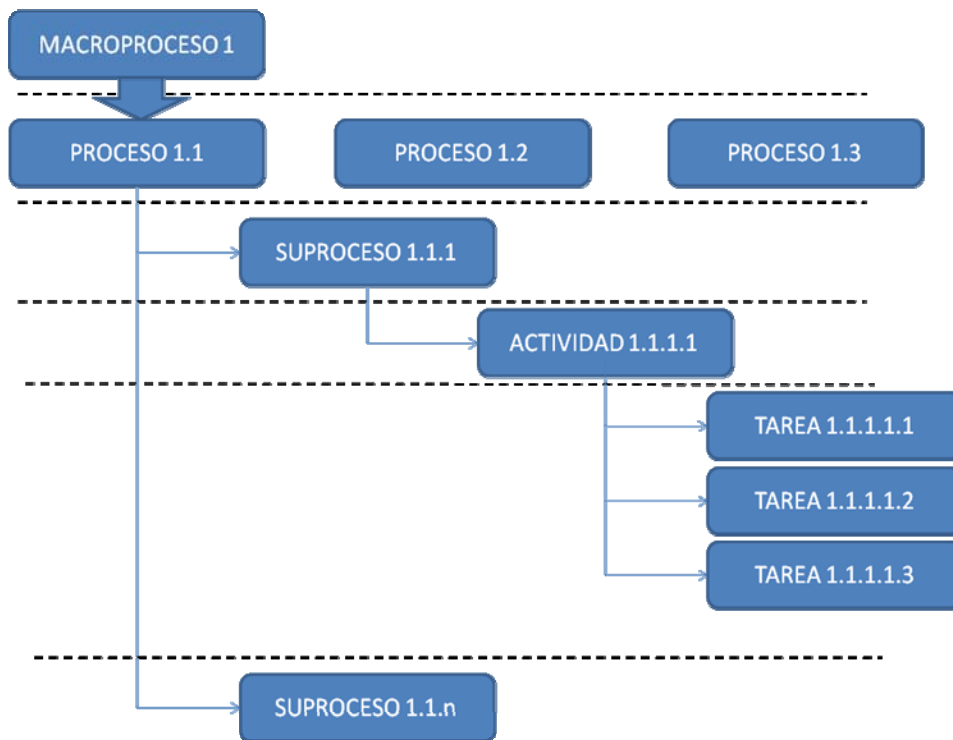 MACROPROCESO 1
PROCESO 1.1
PROCESO 1.2
PROCESO 1.3
SUPROCESO 1.1.1
ACTIVIDAD 1.1.1.1
TAREA 1.1.1.1.1
TAREA 1.1.1.1.2
TAREA 1.1.1.1.3
SUPROCESO 1.1.n